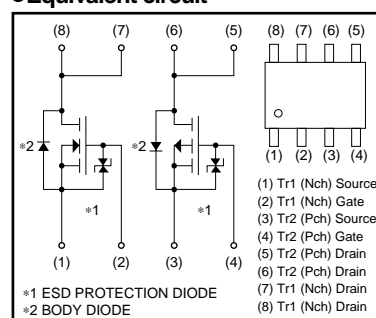 ●Equivalent circuit
(8) (7) (6) (5)
(8) (7) (6) (5)
∗2
∗2
∗1
∗1
(1) (2) (3) (4)
(1) (2) (3) (4)
(1) Tr1 (Nch) Source
(2) Tr1 (Nch) Gate
(3) Tr2 (Pch) Source
(4) Tr2 (Pch) Gate
(5) Tr2 (Pch) Drain
(6) Tr2 (Pch) Drain
(7) Tr1 (Nch) Drain
(8) Tr1 (Nch) Drain
∗1 ESD PROTECTION DIODE
∗2 BODY DIODE